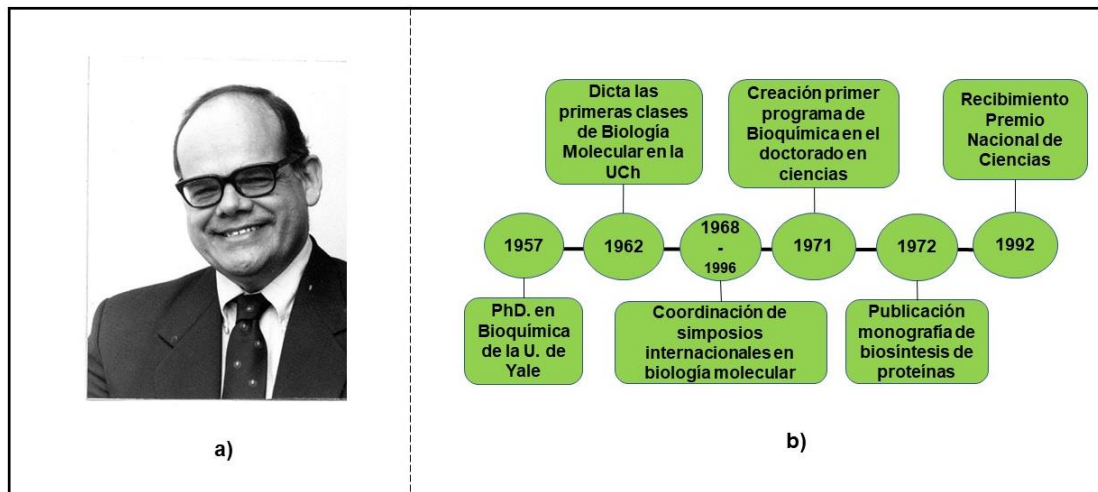 Dicta las
primeras clases
de Biología
Molecular en la
UCh
Creación primer
programa de
Bioquímica en el
doctorado en
ciencias
Recibimiento
Premio
Nacional de
Ciencias
1957
1962
1968
-
1996
1971
1972
1992
PhD. en
Bioquímica
de la U. de
Yale
Coordinación de
simposios
internacionales en
biología molecular
Publicación
monografía de
biosíntesis de
proteínas
a)
b)